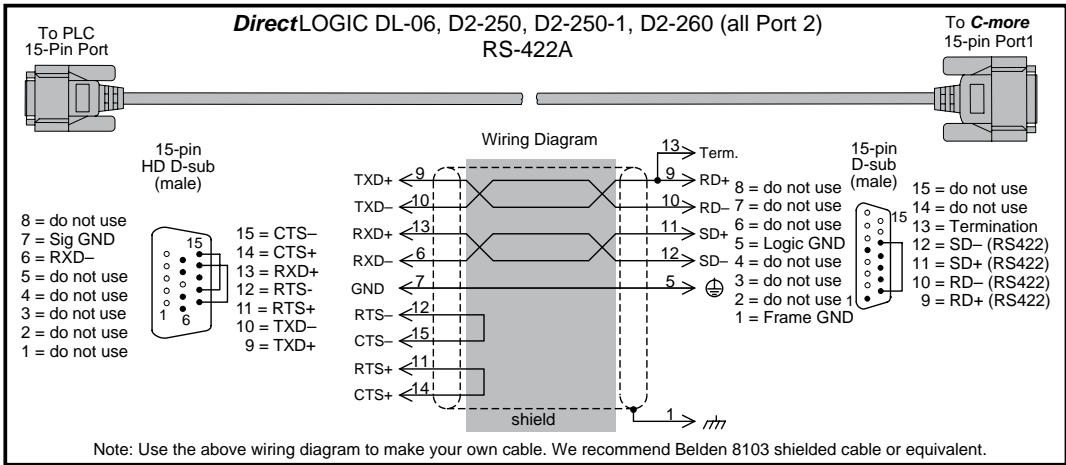 DirectLOGIC DL-06, D2-250, D2-250-1, D2-260 (all Port 2)
RS-422A
To PLC
15-Pin Port
To C-more
15-pin Port1
Wiring Diagram
15-pin
HD D-sub
(male)
8 = do not use
7 = Sig GND
6 = RXD–
5 = do not use
4 = do not use
3 = do not use
2 = do not use
1 = do not use
15
1
6
15 = CTS–
14 = CTS+
13 = RXD+
12 = RTS-
11 = RTS+
10 = TXD–
9 = TXD+
13 Term.
TXD+ 9 9 RD+
TXD– 10 10 RD–
RXD+ 13 11 SD+
RXD– 6 12 SD–
GND 7 5
RTS– 12
CTS– 15
RTS+ 11
CTS+ 14
shield
1
8 = do not use
7 = do not use
6 = do not use
5 = Logic GND
4 = do not use
3 = do not use
2 = do not use
1 = Frame GND
15-pin
D-sub
(male)
15
1
15 = do not use
14 = do not use
13 = Termination
12 = SD– (RS422)
11 = SD+ (RS422)
10 = RD– (RS422)
9 = RD+ (RS422)
Note: Use the above wiring diagram to make your own cable. We recommend Belden 8103 shielded cable or equivalent.